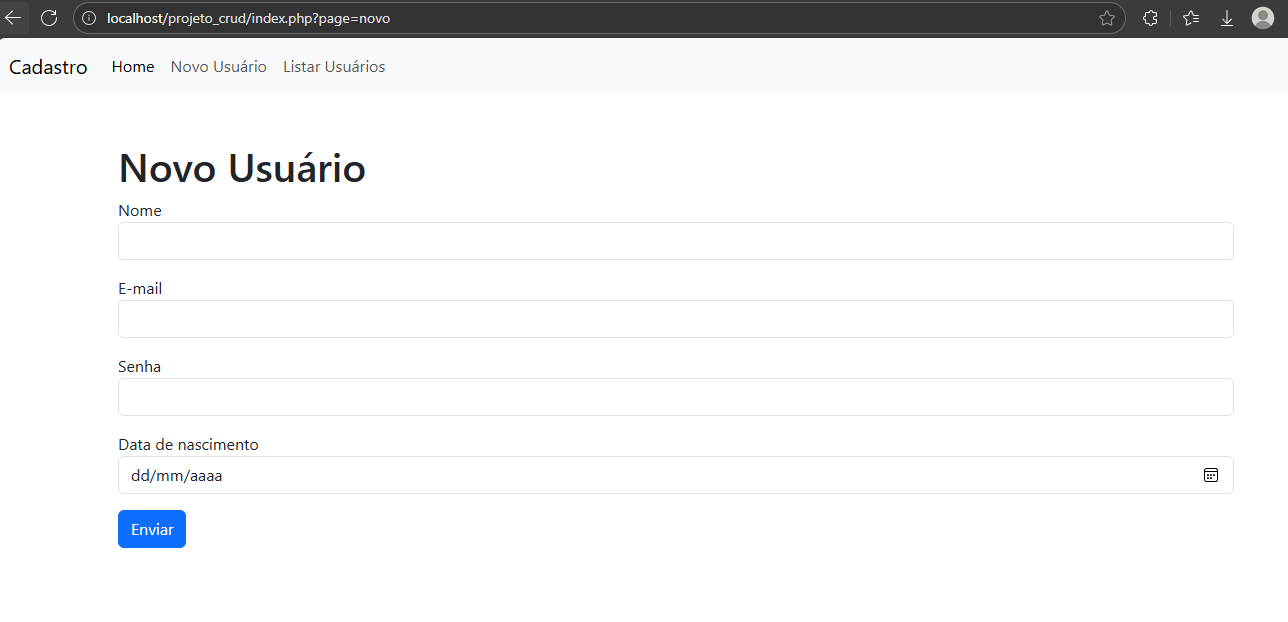 localhost/projeto_crud/index.php?page=novo
Cadastro Home Novo Usuário Listar Usuários
Novo Usuário
Nome
E-mail
Senha
Data de nascimento
dd/mm/aaaa
Enviar